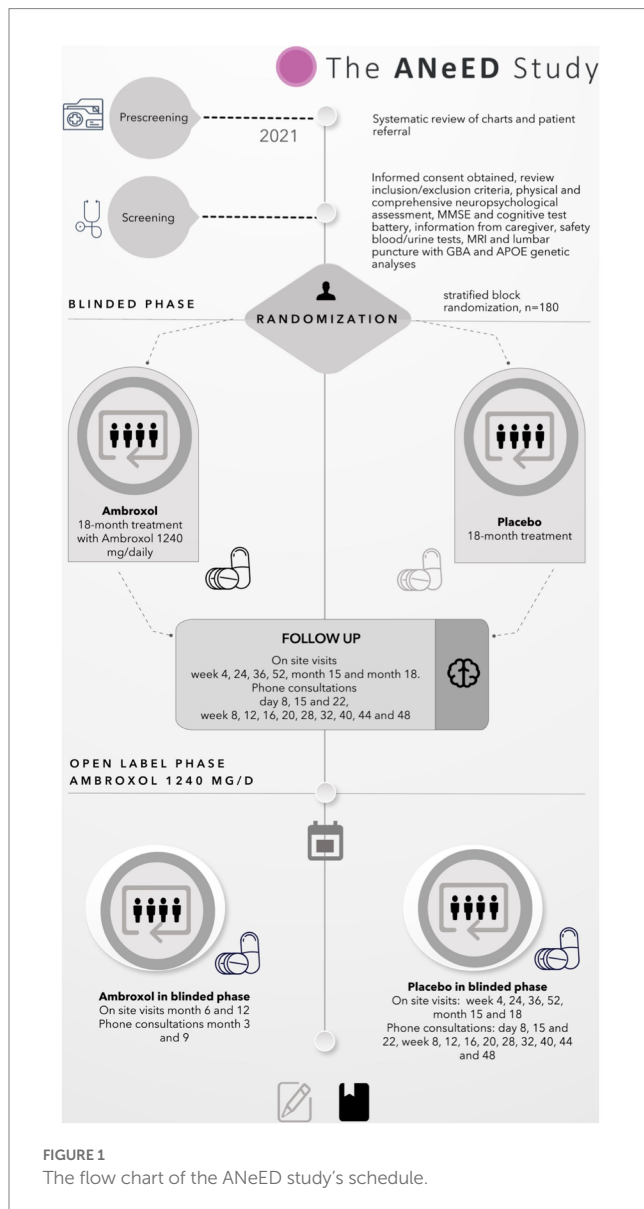 The ANeED Study
Prescreening
2021
Systematic review of charts and patient
referral
Screening
Informed consent obtained, review
inclusion/exclusion criteria, physical and
comprehensive neuropsychological
assessment, MMSE and cognitive test
battery, information from caregiver, safety
blood/urine tests, MRI and lumbar
puncture with GBA and APOE genetic
analyses
BLINDED PHASE
RANDOMIZATION
stratified block
randomization, n=180
Ambroxol
18-month treatment
with Ambroxol 1240
mg/daily
Placebo
18-month treatment
FOLLOW UP
On site visits
week 4, 24, 36, 52, month 15 and month 18.
Phone consultations
day 8, 15 and 22,
week 8, 12, 16, 20, 28, 32, 40, 44 and 48
OPEN LABEL PHASE
AMBROXOL 1240 MG/D
Ambroxol in blinded phase
On site visits month 6 and 12
Phone consultations month 3
and 9
Placebo in blinded phase
On site visits: week 4, 24, 36, 52,
month 15 and 18
Phone consultations: day 8, 15 and
22, week 8, 12, 16, 20, 28, 32, 40, 44
and 48
FIGURE 1
The flow chart of the ANeED study's schedule.